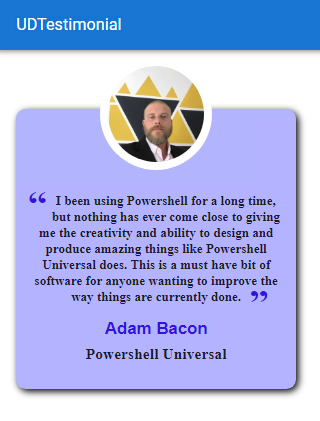 UDTestimonial
“ I been using Powershell for a long time,
but nothing has ever come close to giving
me the creativity and ability to design and
produce amazing things like Powershell
Universal does. This is a must have bit of
software for anyone wanting to improve the
way things are currently done. ”
Adam Bacon
Powershell Universal